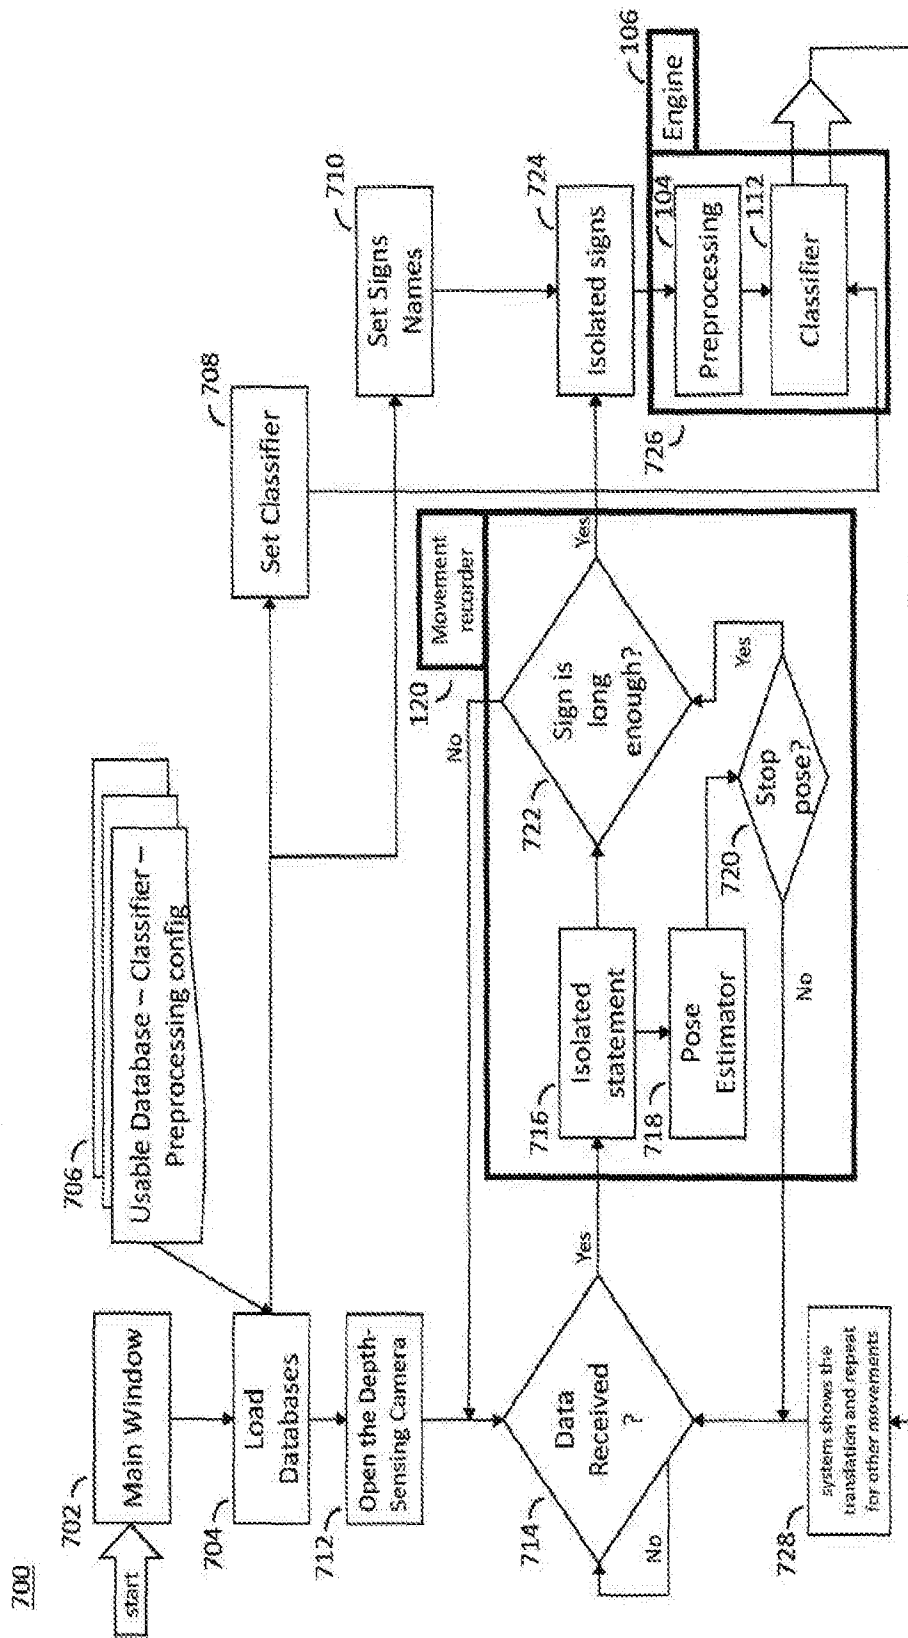 700
start
702
Main Window
706
Usable Database – Classifier –
Preprocessing config
704
Load
Databases
708
Set Classifier
712
Open the Depth-
Sensing Camera
710
Set Signs
Names
120
Movement
recorder
No
714
Data
Received
?
Yes
No
716
Isolated
statement
718
Pose
Estimator
722
Sign is
long
enough?
Yes
720
Stop
pose?
Yes
No
724
Isolated signs
106
Engine
726
104
Preprocessing
112
Classifier
728
system shows the
translation and repeat
for other movements